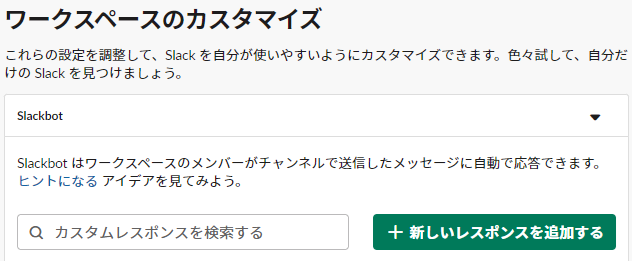 ワークスペースのカスタマイズ
これらの設定を調整して、Slack を自分が使いやすいようにカスタマイズできます。色々試して、自分だ
けの Slack を見つけましょう。
Slackbot
Slackbot はワークスペースのメンバーがチャンネルで送信したメッセージに自動で応答できます。
ヒントになる アイデアを見てみよう。
カスタムレスポンスを検索する
＋ 新しいレスポンスを追加する